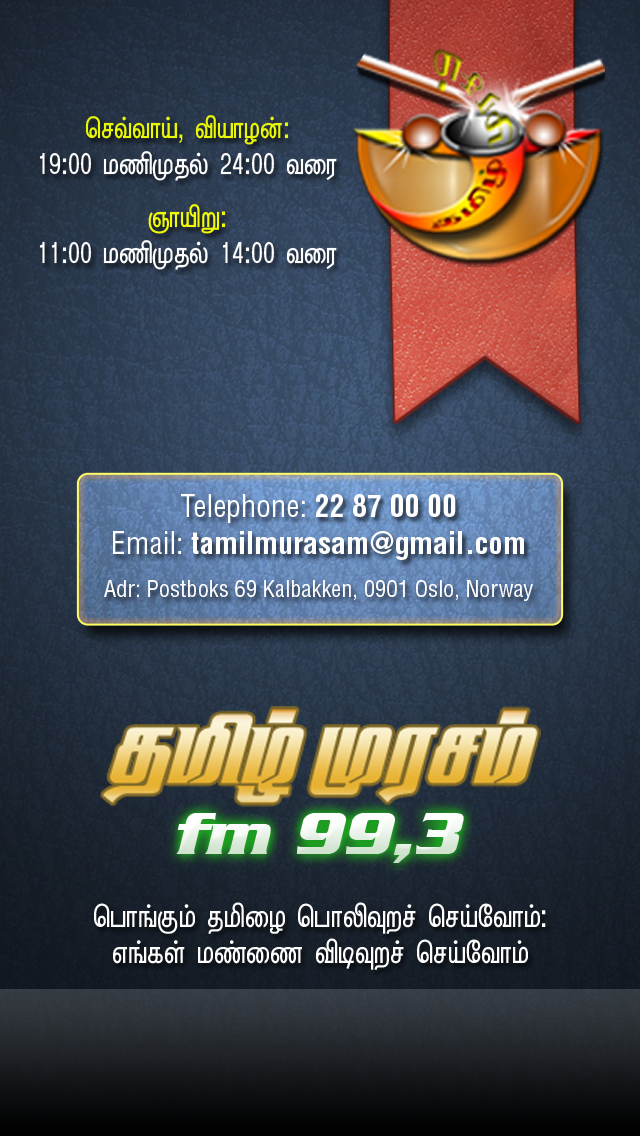 செவ்வாய், வியாழன்:
19:00 மணிமுதல் 24:00 வரை
ஞாயிறு:
11:00 மணிமுதல் 14:00 வரை
தமிழ்
Telephone: 22 87 00 00
Email: tamilmurasam@gmail.com
Adr: Postboks 69 Kalbakken, 0901 Oslo, Norway
தமிழ் முரசம்
fm 99,3
பொங்கும் தமிழை பொலிவுறச் செய்வோம்:
எங்கள் மண்ணை விடிவுறச் செய்வோம்